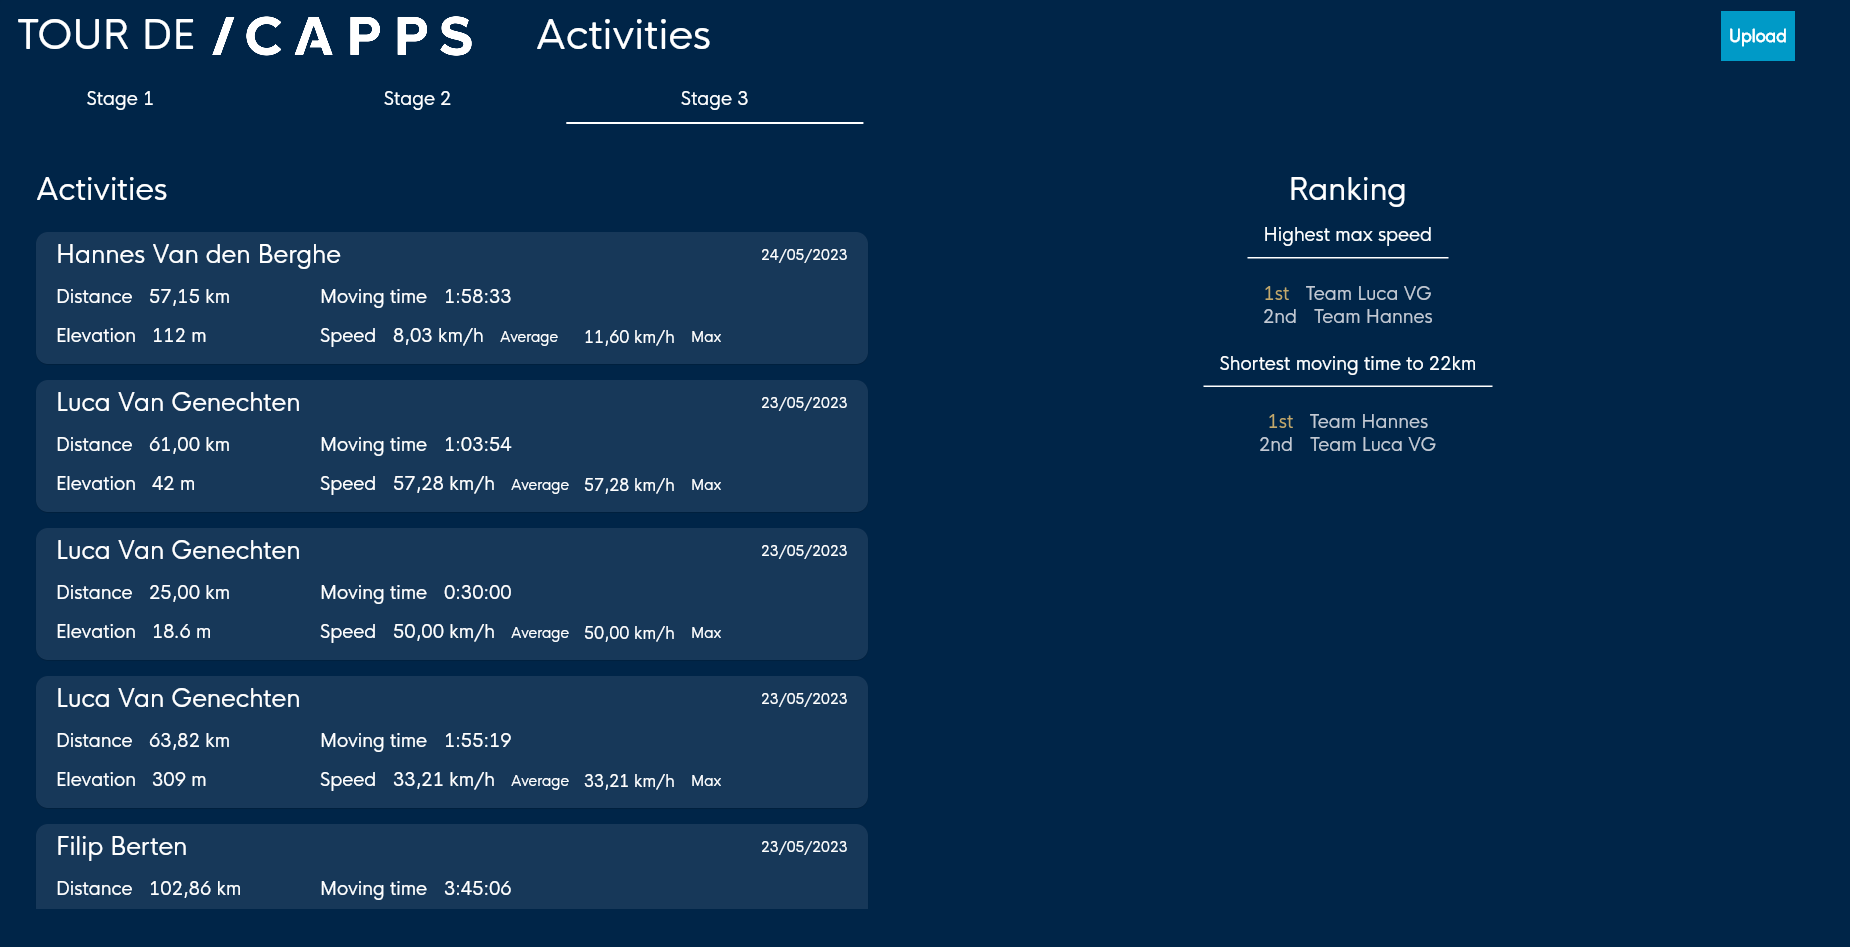 TOUR DE /CAPPS Activities Upload
Stage 1 Stage 2 Stage 3
Activities
Hannes Van den Berghe 24/05/2023
Distance 57,15 km Moving time 1:58:33
Elevation 112 m Speed 8,03 km/h Average 11,60 km/h Max
Luca Van Genechten 23/05/2023
Distance 61,00 km Moving time 1:03:54
Elevation 42 m Speed 57,28 km/h Average 57,28 km/h Max
Luca Van Genechten 23/05/2023
Distance 25,00 km Moving time 0:30:00
Elevation 18.6 m Speed 50,00 km/h Average 50,00 km/h Max
Luca Van Genechten 23/05/2023
Distance 63,82 km Moving time 1:55:19
Elevation 309 m Speed 33,21 km/h Average 33,21 km/h Max
Filip Berten 23/05/2023
Distance 102,86 km Moving time 3:45:06
Ranking
Highest max speed
1st Team Luca VG
2nd Team Hannes
Shortest moving time to 22km
1st Team Hannes
2nd Team Luca VG